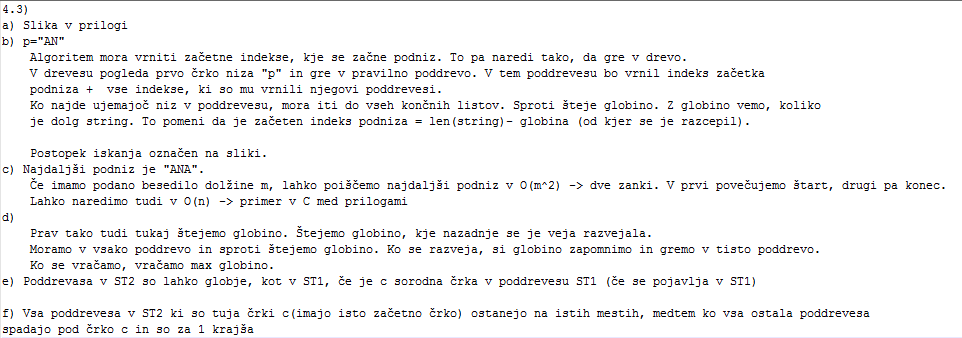 4.3)
a) Slika v prilogi
b) p="AN"
Algoritem mora vrniti začetne indekse, kje se začne podniz. To pa naredi tako, da gre v drevo.
V drevesu pogleda prvo črko niza "p" in gre v pravilno poddrevo. V tem poddrevesu bo vrnil indeks začetka
podniza +  vse indekse, ki so mu vrnili njegovi poddrevesi.
Ko najde ujemajoč niz v poddrevesu, mora iti do vseh končnih listov. Sproti šteje globino. Z globino vemo, koliko
je dolg string. To pomeni da je začeten indeks podniza = len(string)- globina (od kjer se je razcepil).
Postopek iskanja označen na sliki.
c) Najdaljši podniz je "ANA".
Če imamo podano besedilo dolžine m, lahko poiščemo najdaljši podniz v O(m^2) -> dve zanki. V prvi povečujemo štart, drugi pa konec.
Lahko naredimo tudi v O(n) -> primer v C med prilogami
d)
Prav tako tudi tukaj štejemo globino. Štejemo globino, kje nazadnje se je veja razvejala.
Moramo v vsako poddrevo in sproti štejemo globino. Ko se razveja, si globino zapomnimo in gremo v tisto poddrevo.
Ko se vračamo, vračamo max globino.
e) Poddrevasa v ST2 so lahko globje, kot v ST1, če je c sorodna črka v poddrevesu ST1 (če se pojavlja v ST1)
f) Vsa poddrevesa v ST2 ki so tuja črki c(imajo isto začetno črko) ostanejo na istih mestih, medtem ko vsa ostala poddrevesa
spadajo pod črko c in so za 1 krajša